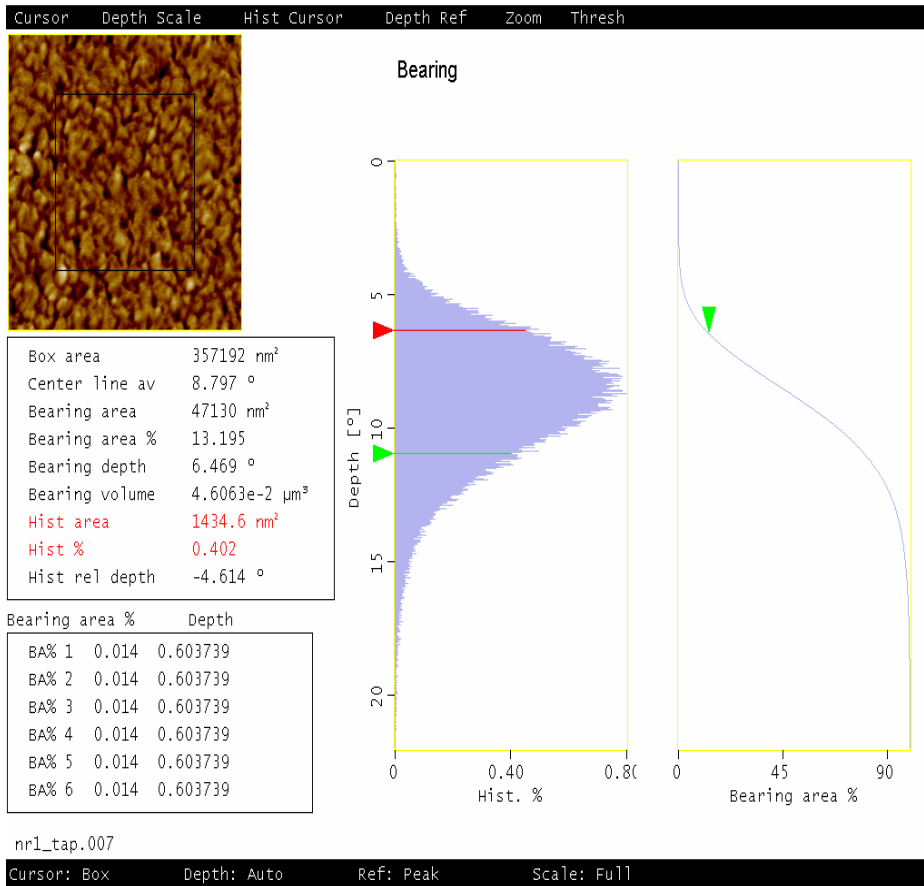 Cursor Depth Scale Hist Cursor Depth Ref Zoom Thresh
Bearing
Box area 357192 nm²
Center line av 8.797 º
Bearing area 47130 nm²
Bearing area % 13.195
Bearing depth 6.469 º
Bearing volume 4.6063e-2 µm³
Hist area 1434.6 nm²
Hist % 0.402
Hist rel depth -4.614 º
Bearing area % Depth
BA% 1 0.014 0.603739
BA% 2 0.014 0.603739
BA% 3 0.014 0.603739
BA% 4 0.014 0.603739
BA% 5 0.014 0.603739
BA% 6 0.014 0.603739
Depth [º]
0
5
10
15
20
0 0.40 0.80
Hist. %
0 45 90
Bearing area %
nr1_tap.007
Cursor: Box Depth: Auto Ref: Peak Scale: Full